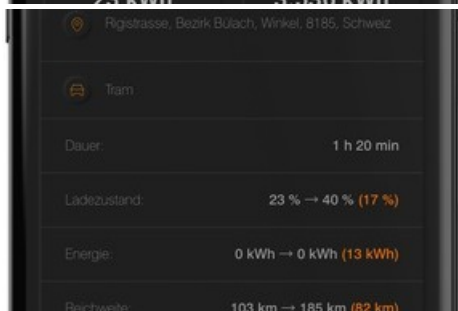 Rigistrasse, Bezirk Bülach, Winkel, 8185, Schweiz
Tram
Dauer: 1 h 20 min
Ladezustand: 23 % → 40 % (17 %)
Energie: 0 kWh → 0 kWh (13 kWh)
Reichweite: 103 km → 185 km (82 km)